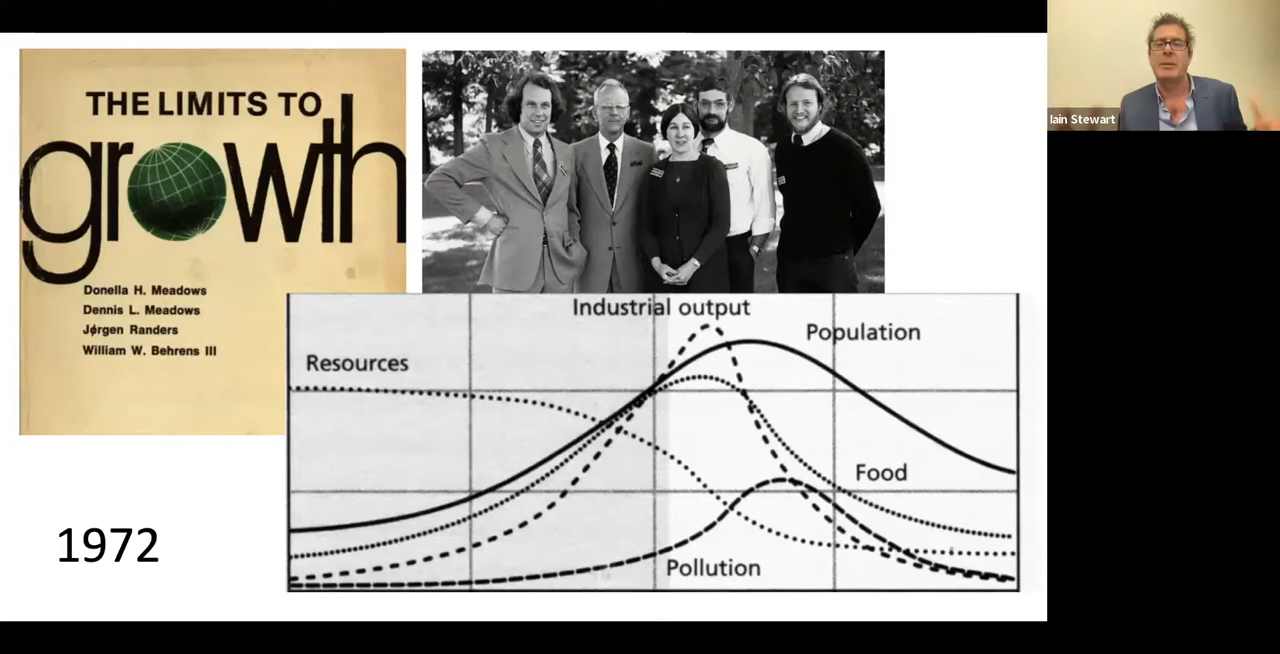 THE LIMITS TO
growth
Donella H. Meadows
Dennis L. Meadows
Jørgen Randers
William W. Behrens III
1972
Industrial output
Population
Resources
Food
Pollution
Iain Stewart